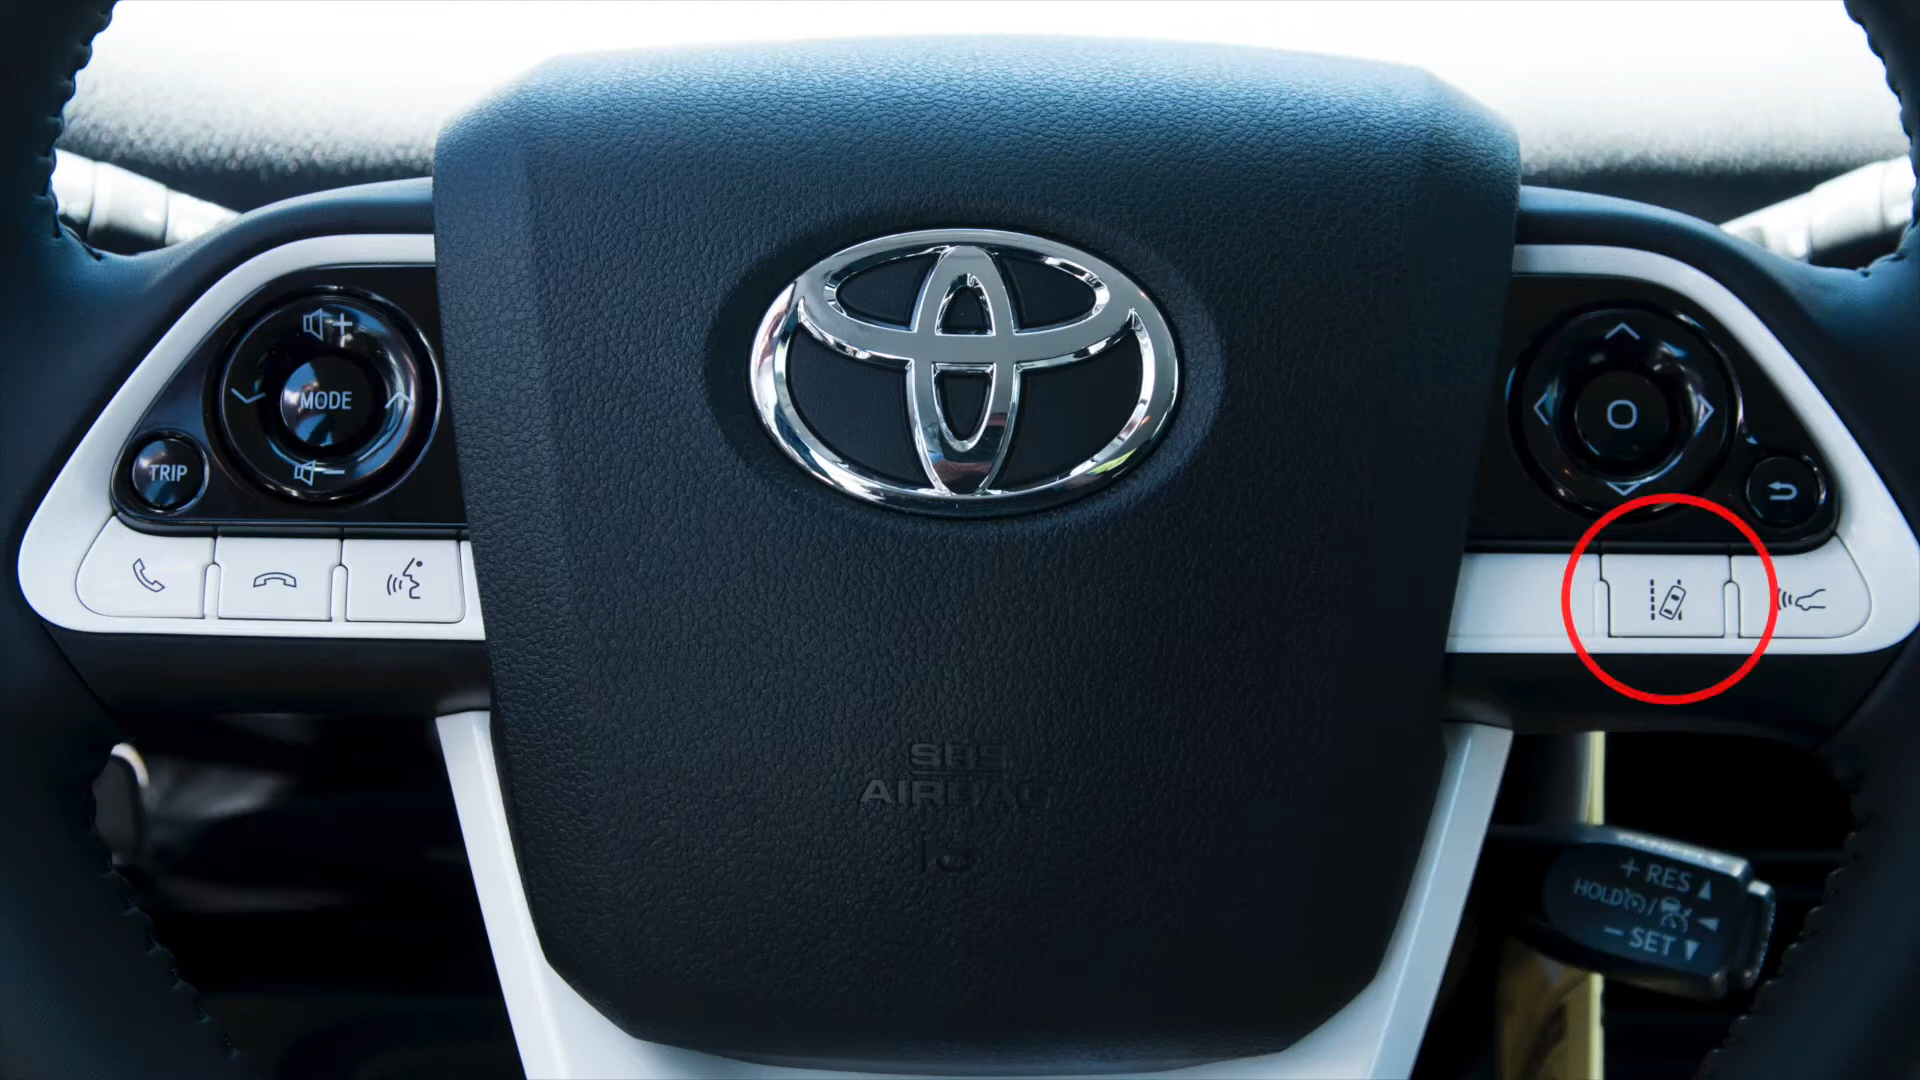 MODE
TRIP
SRS
AIRBAG
+ RES
HOLD /
- SET